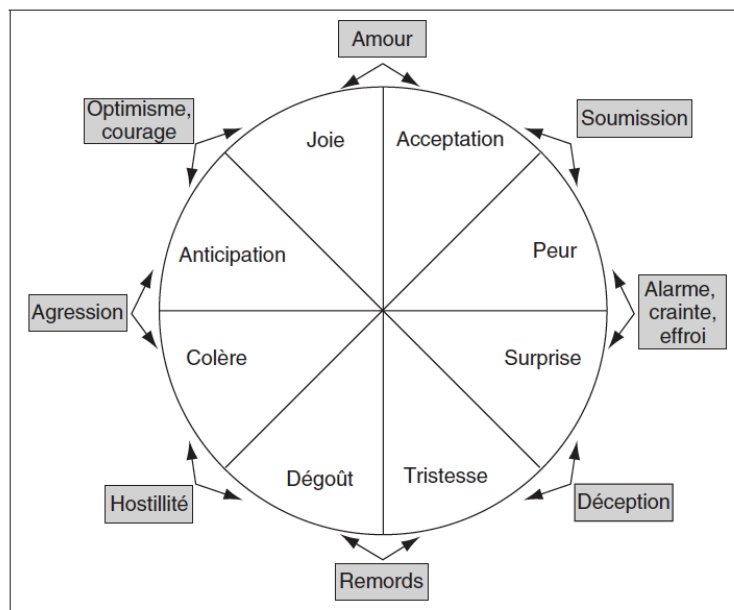 Amour
Optimisme,
courage
Soumission
Joie
Acceptation
Anticipation
Peur
Agression
Alarme,
crainte,
effroi
Colère
Surprise
Dégoût
Tristesse
Hostillité
Déception
Remords